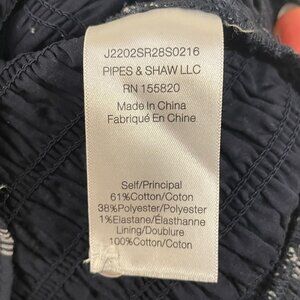 J2202SR28S0216
PIPES & SHAW LLC
RN 155820
Made In China
Fabriqué En Chine
Self/Principal
61%Cotton/Coton
38%Polyester/Polyester
1%Elastane/Élasthanne
Lining/Doublure
100%Cotton/Coton